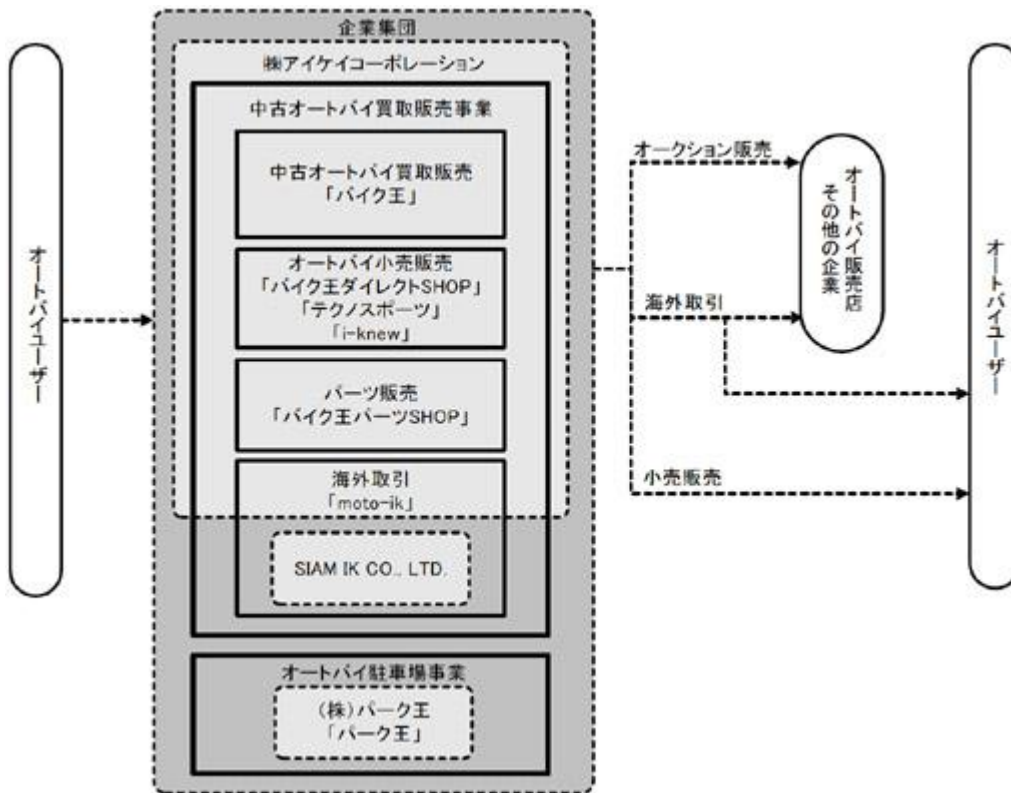 企業集団
㈱アイケイコーポレーション
中古オートバイ買取販売事業
中古オートバイ買取販売
「バイク王」
オートバイ小売販売
「バイク王ダイレクトSHOP」
「テクノスポーツ」
「i-knew」
パーツ販売
「バイク王パーツSHOP」
海外取引
「moto-ik」
SIAM IK CO., LTD.
オートバイ駐車場事業
(株)パーク王
「パーク王」
オートバイユーザー
オークション販売
海外取引
小売販売
オートバイ販売店
その他の企業
オートバイユーザー